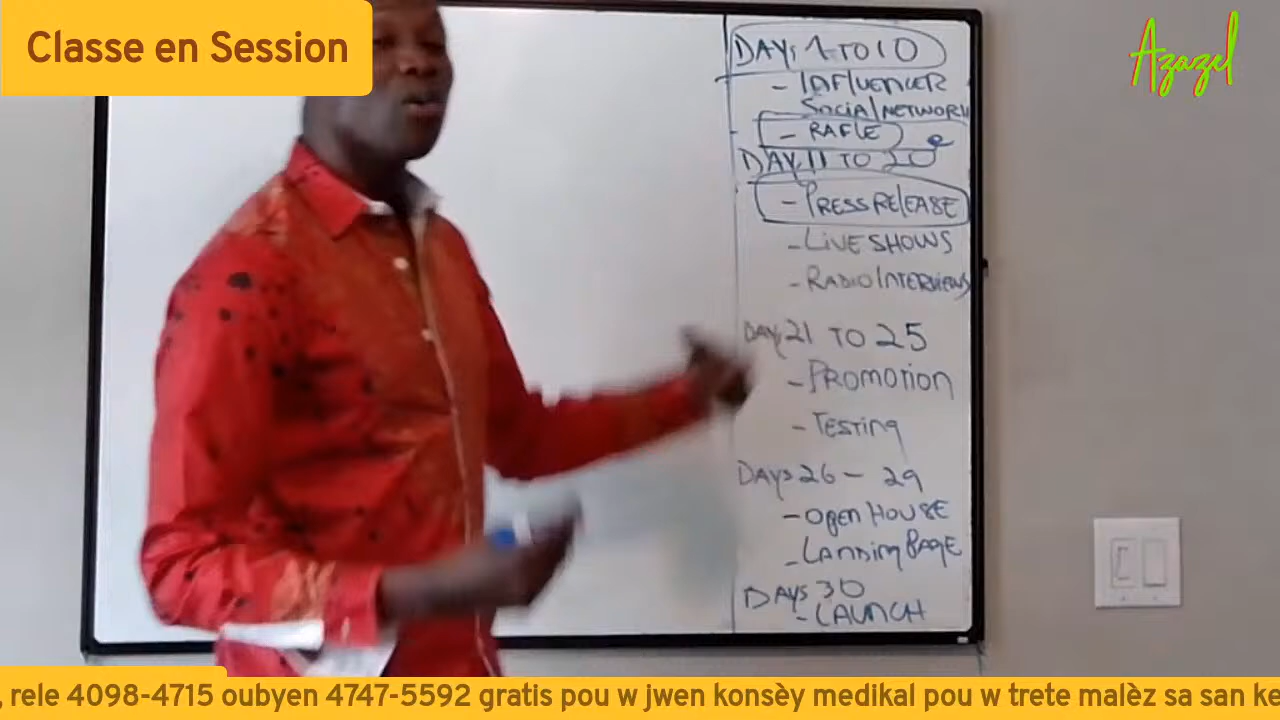 Classe en Session
Azazel
DAYS 1 TO 10
- INFLUENCER
- SOCIAL NETWORK
- RAFLE
DAY 11 TO 20
- PRESS RELEASE
- LIVE SHOWS
- RADIO INTERVIEWS
DAY 21 TO 25
- PROMOTION
- TESTING
DAYS 26 - 29
- OPEN HOUSE
- LANDING PAGE
DAYS 30
- LAUNCH
, rele 4098-4715 oubyen 4747-5592 gratis pou w jwen konsèy medikal pou w trete malèz sa san ke